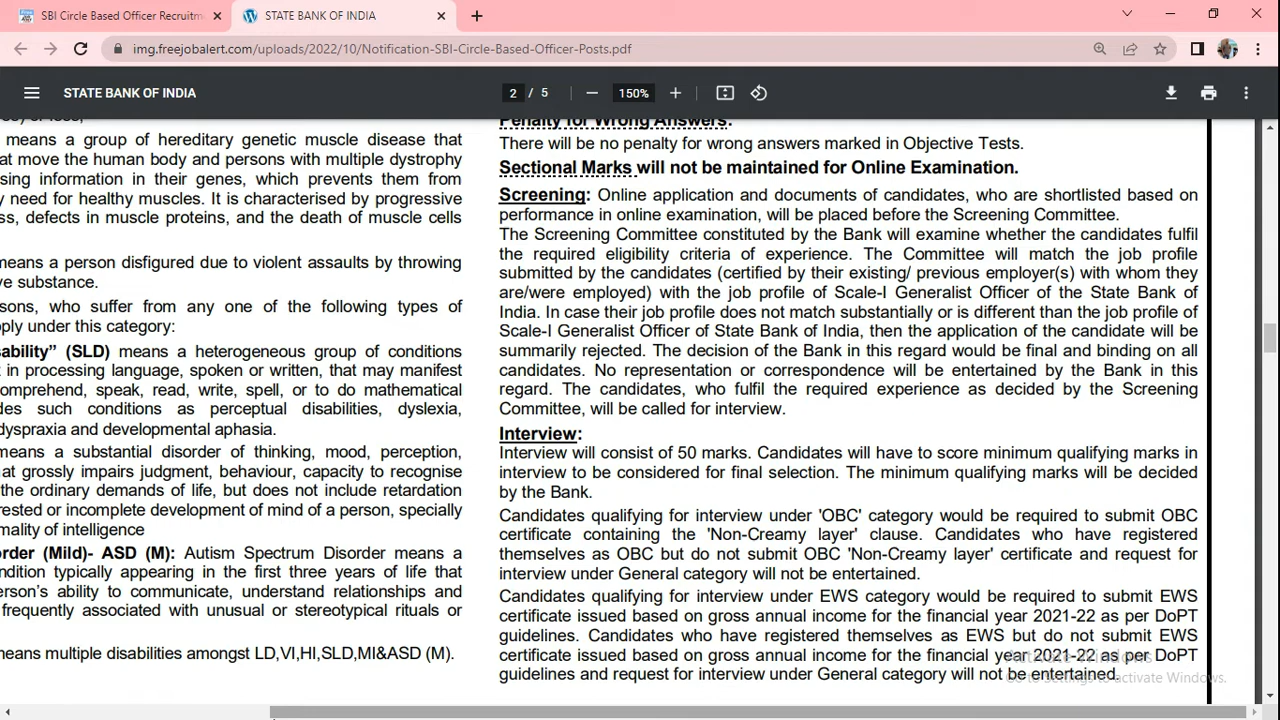 SBI Circle Based Officer Recruitm
STATE BANK OF INDIA
img.freejobalert.com/uploads/2022/10/Notification-SBI-Circle-Based-Officer-Posts.pdf
STATE BANK OF INDIA
2 / 5
150%
means a group of hereditary genetic muscle disease that
at move the human body and persons with multiple dystrophy
sing information in their genes, which prevents them from
y need for healthy muscles. It is characterised by progressive
ss, defects in muscle proteins, and the death of muscle cells
means a person disfigured due to violent assaults by throwing
ve substance.
rsons, who suffer from any one of the following types of
pply under this category:
sability” (SLD) means a heterogeneous group of conditions
t in processing language, spoken or written, that may manifest
comprehend, speak, read, write, spell, or to do mathematical
des such conditions as perceptual disabilities, dyslexia,
dyspraxia and developmental aphasia.
means a substantial disorder of thinking, mood, perception,
at grossly impairs judgment, behaviour, capacity to recognise
the ordinary demands of life, but does not include retardation
rrested or incomplete development of mind of a person, specially
rmality of intelligence
order (Mild)- ASD (M): Autism Spectrum Disorder means a
ndition typically appearing in the first three years of life that
person's ability to communicate, understand relationships and
frequently associated with unusual or stereotypical rituals or
means multiple disabilities amongst LD,VI,HI,SLD,MI&ASD (M).
Penalty for Wrong Answers:
There will be no penalty for wrong answers marked in Objective Tests.
Sectional Marks will not be maintained for Online Examination.
Screening: Online application and documents of candidates, who are shortlisted based on
performance in online examination, will be placed before the Screening Committee.
The Screening Committee constituted by the Bank will examine whether the candidates fulfil
the required eligibility criteria of experience. The Committee will match the job profile
submitted by the candidates (certified by their existing/ previous employer(s) with whom they
are/were employed) with the job profile of Scale-I Generalist Officer of the State Bank of
India. In case their job profile does not match substantially or is different than the job profile of
Scale-I Generalist Officer of State Bank of India, then the application of the candidate will be
summarily rejected. The decision of the Bank in this regard would be final and binding on all
candidates. No representation or correspondence will be entertained by the Bank in this
regard. The candidates, who fulfil the required experience as decided by the Screening
Committee, will be called for interview.
Interview:
Interview will consist of 50 marks. Candidates will have to score minimum qualifying marks in
interview to be considered for final selection. The minimum qualifying marks will be decided
by the Bank.
Candidates qualifying for interview under 'OBC' category would be required to submit OBC
certificate containing the 'Non-Creamy layer' clause. Candidates who have registered
themselves as OBC but do not submit OBC 'Non-Creamy layer' certificate and request for
interview under General category will not be entertained.
Candidates qualifying for interview under EWS category would be required to submit EWS
certificate issued based on gross annual income for the financial year 2021-22 as per DoPT
guidelines. Candidates who have registered themselves as EWS but do not submit EWS
certificate issued based on gross annual income for the financial year 2021-22 as per DoPT
guidelines and request for interview under General category will not be entertained.
Activate Windows
Go to Settings to activate Windows.